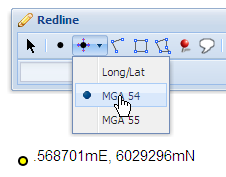 Redline
Long/Lat
MGA 54
MGA 55
.568701mE, 6029296mN